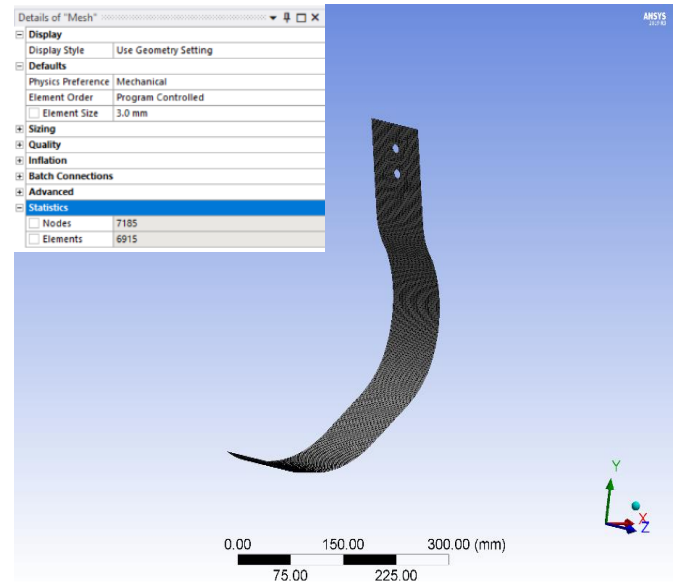 Details of "Mesh"
Display
Display Style Use Geometry Setting
Defaults
Physics Preference Mechanical
Element Order Program Controlled
Element Size 3.0 mm
Sizing
Quality
Inflation
Batch Connections
Advanced
Statistics
Nodes 7185
Elements 6915
ANSYS
Y
X
Z
0.00 150.00 300.00 (mm)
75.00 225.00